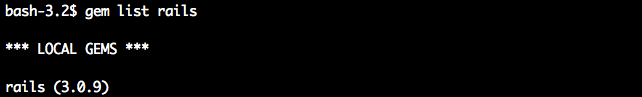 bash-3.2$ gem list rails
*** LOCAL GEMS ***
rails (3.0.9)